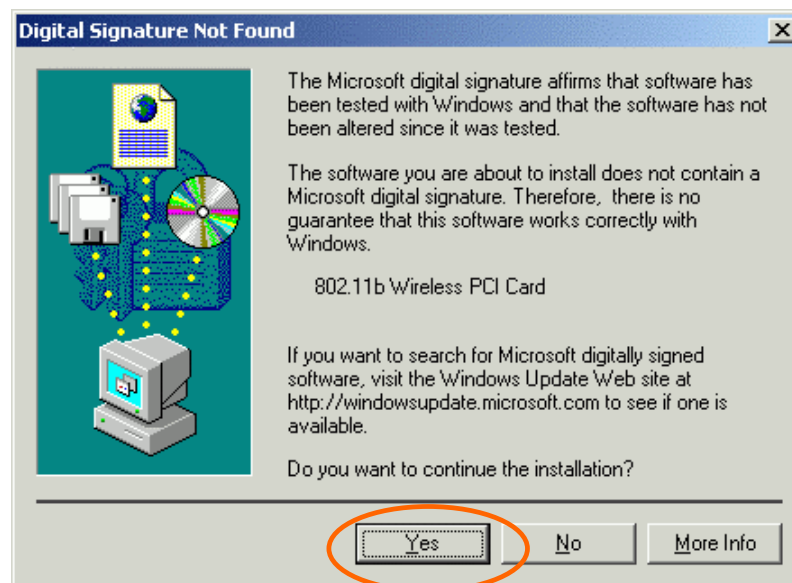 Digital Signature Not Found
The Microsoft digital signature affirms that software has
been tested with Windows and that the software has not
been altered since it was tested.
The software you are about to install does not contain a
Microsoft digital signature. Therefore,  there is no
guarantee that this software works correctly with
Windows.
802.11b Wireless PCI Card
If you want to search for Microsoft digitally signed
software, visit the Windows Update Web site at
http://windowsupdate.microsoft.com to see if one is
available.
Do you want to continue the installation?
Yes No More Info